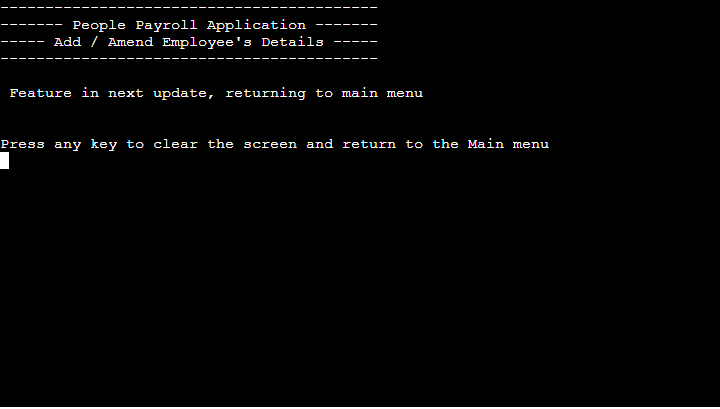 ------------------------------------------
------- People Payroll Application -------
----- Add / Amend Employee's Details -----
------------------------------------------
Feature in next update, returning to main menu
Press any key to clear the screen and return to the Main menu